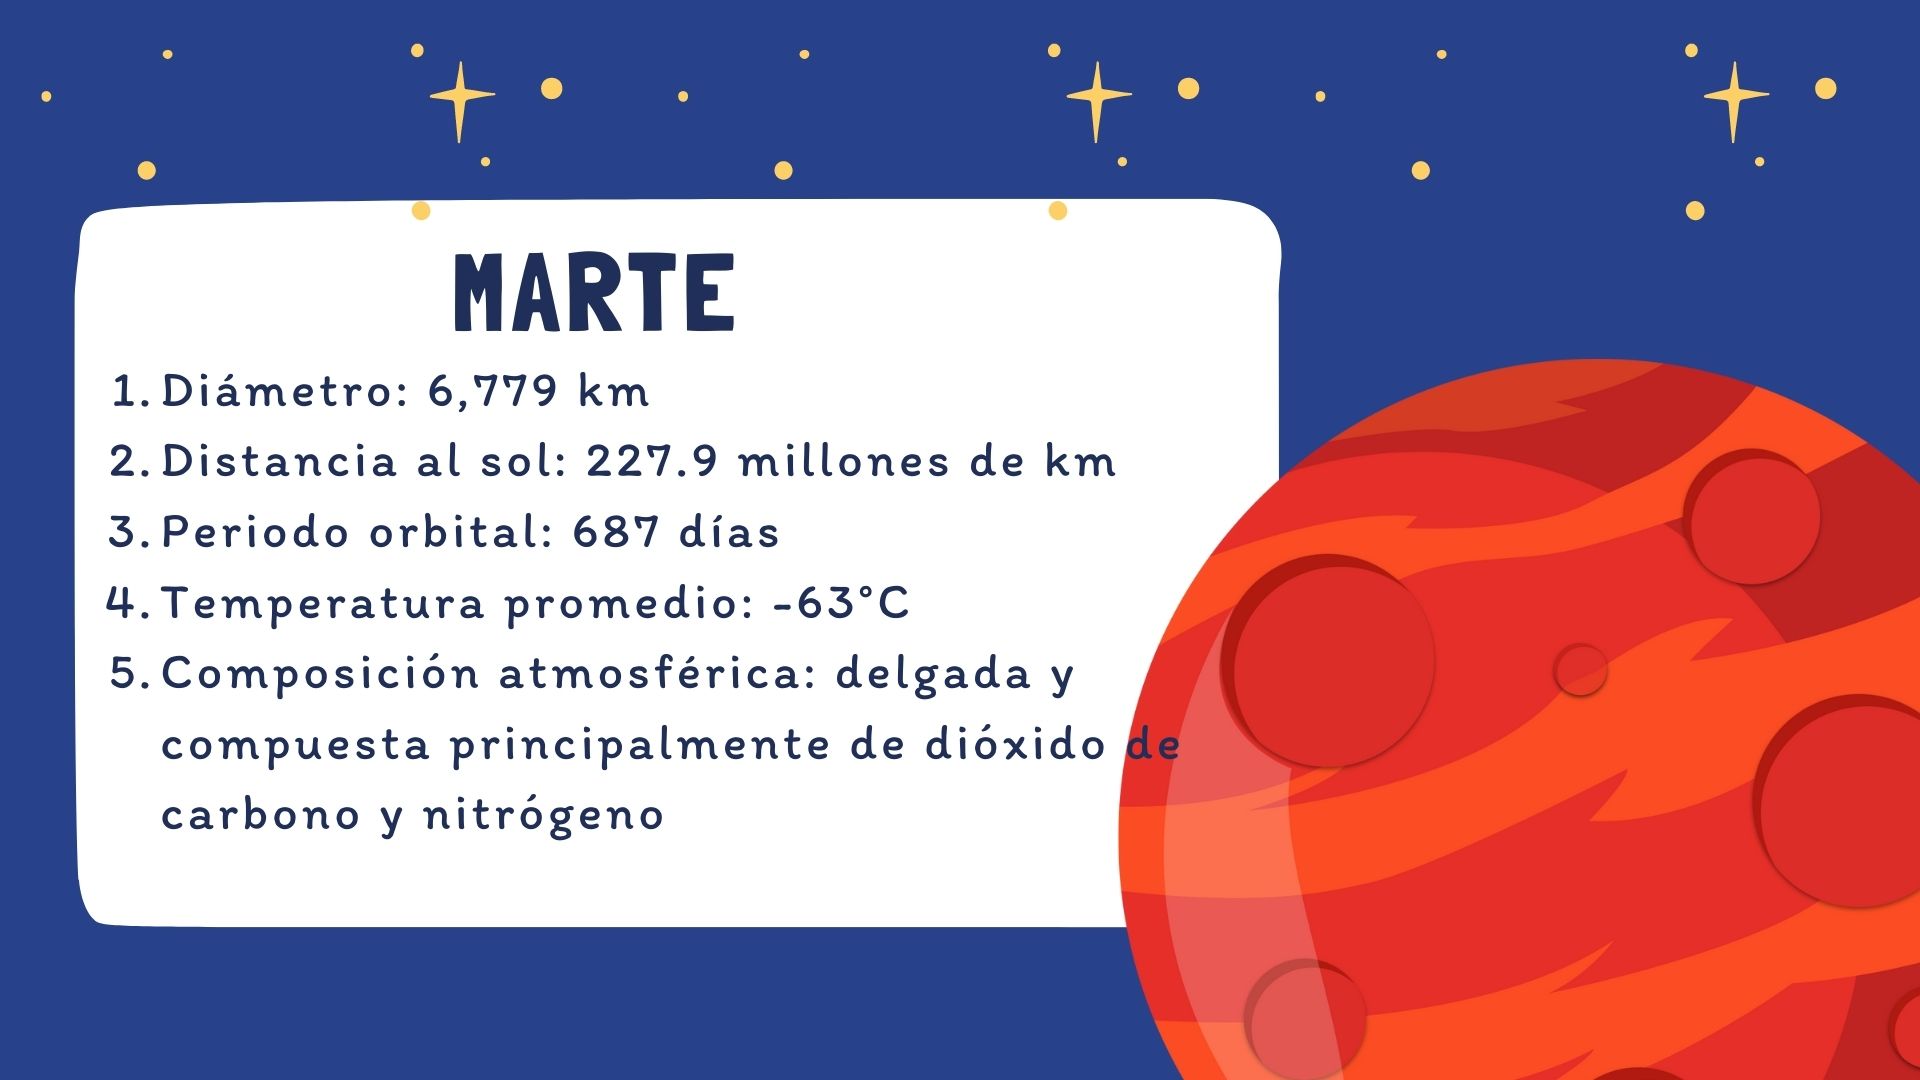 MARTE
1. Diámetro: 6,779 km
2. Distancia al sol: 227.9 millones de km
3. Periodo orbital: 687 días
4. Temperatura promedio: -63°C
5. Composición atmosférica: delgada y
compuesta principalmente de dióxido de
carbono y nitrógeno